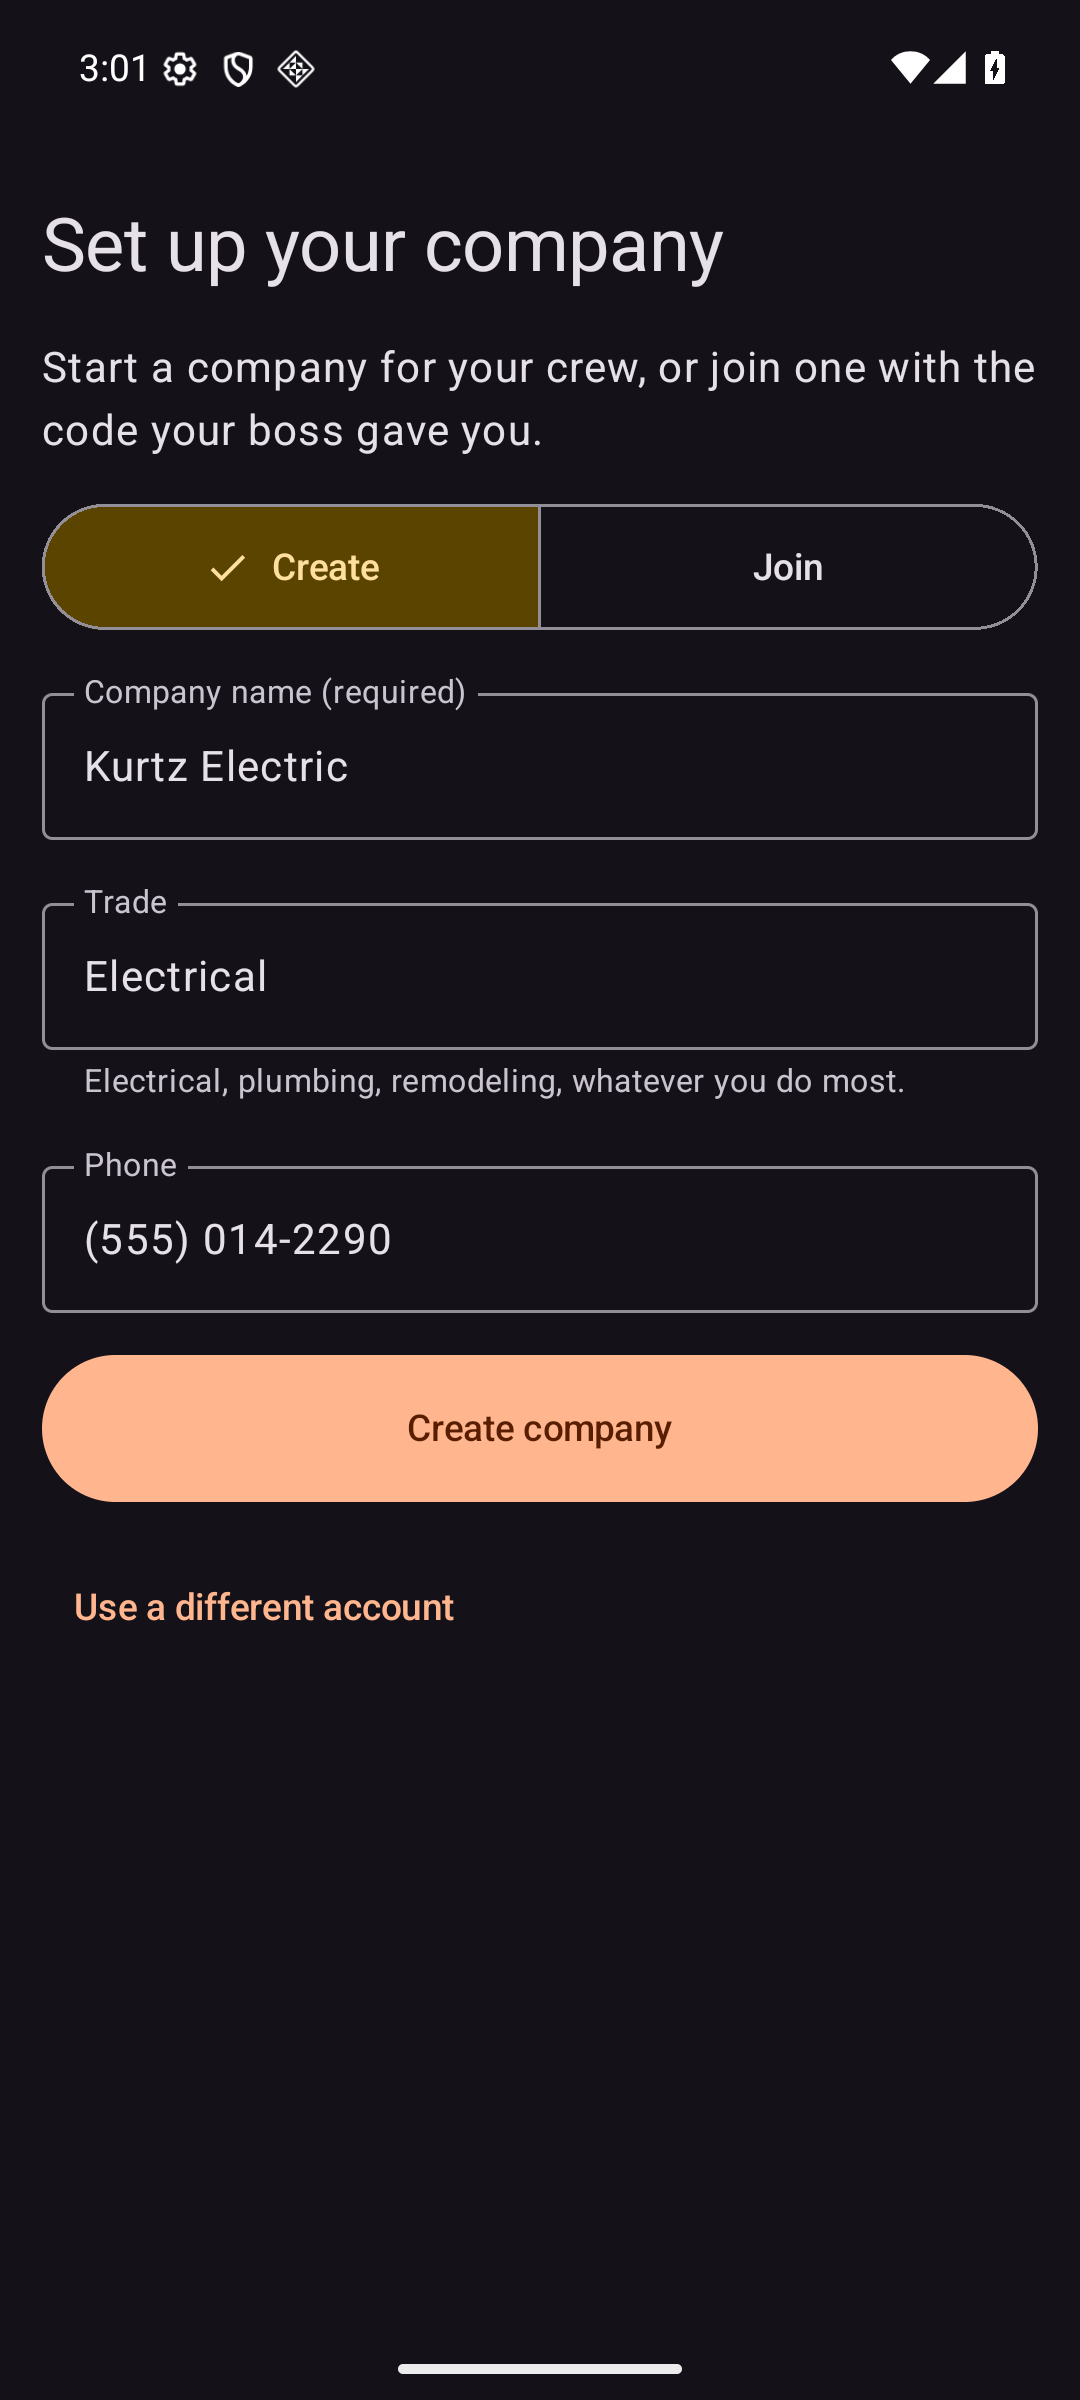 3:01
Set up your company
Start a company for your crew, or join one with the
code your boss gave you.
Create
Join
Company name (required)
Kurtz Electric
Trade
Electrical
Electrical, plumbing, remodeling, whatever you do most.
Phone
(555) 014-2290
Create company
Use a different account